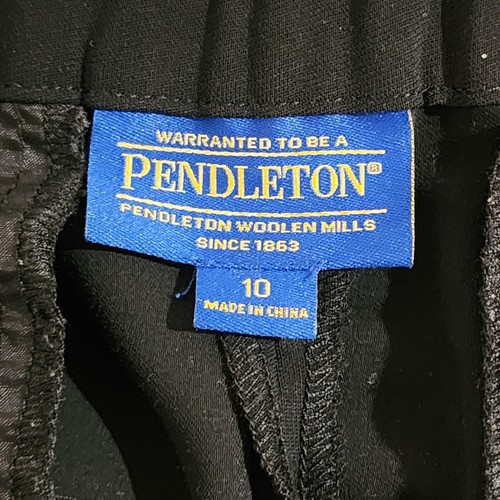 WARRANTED TO BE A
PENDLETON®
PENDLETON WOOLEN MILLS
SINCE 1863
10
MADE IN CHINA